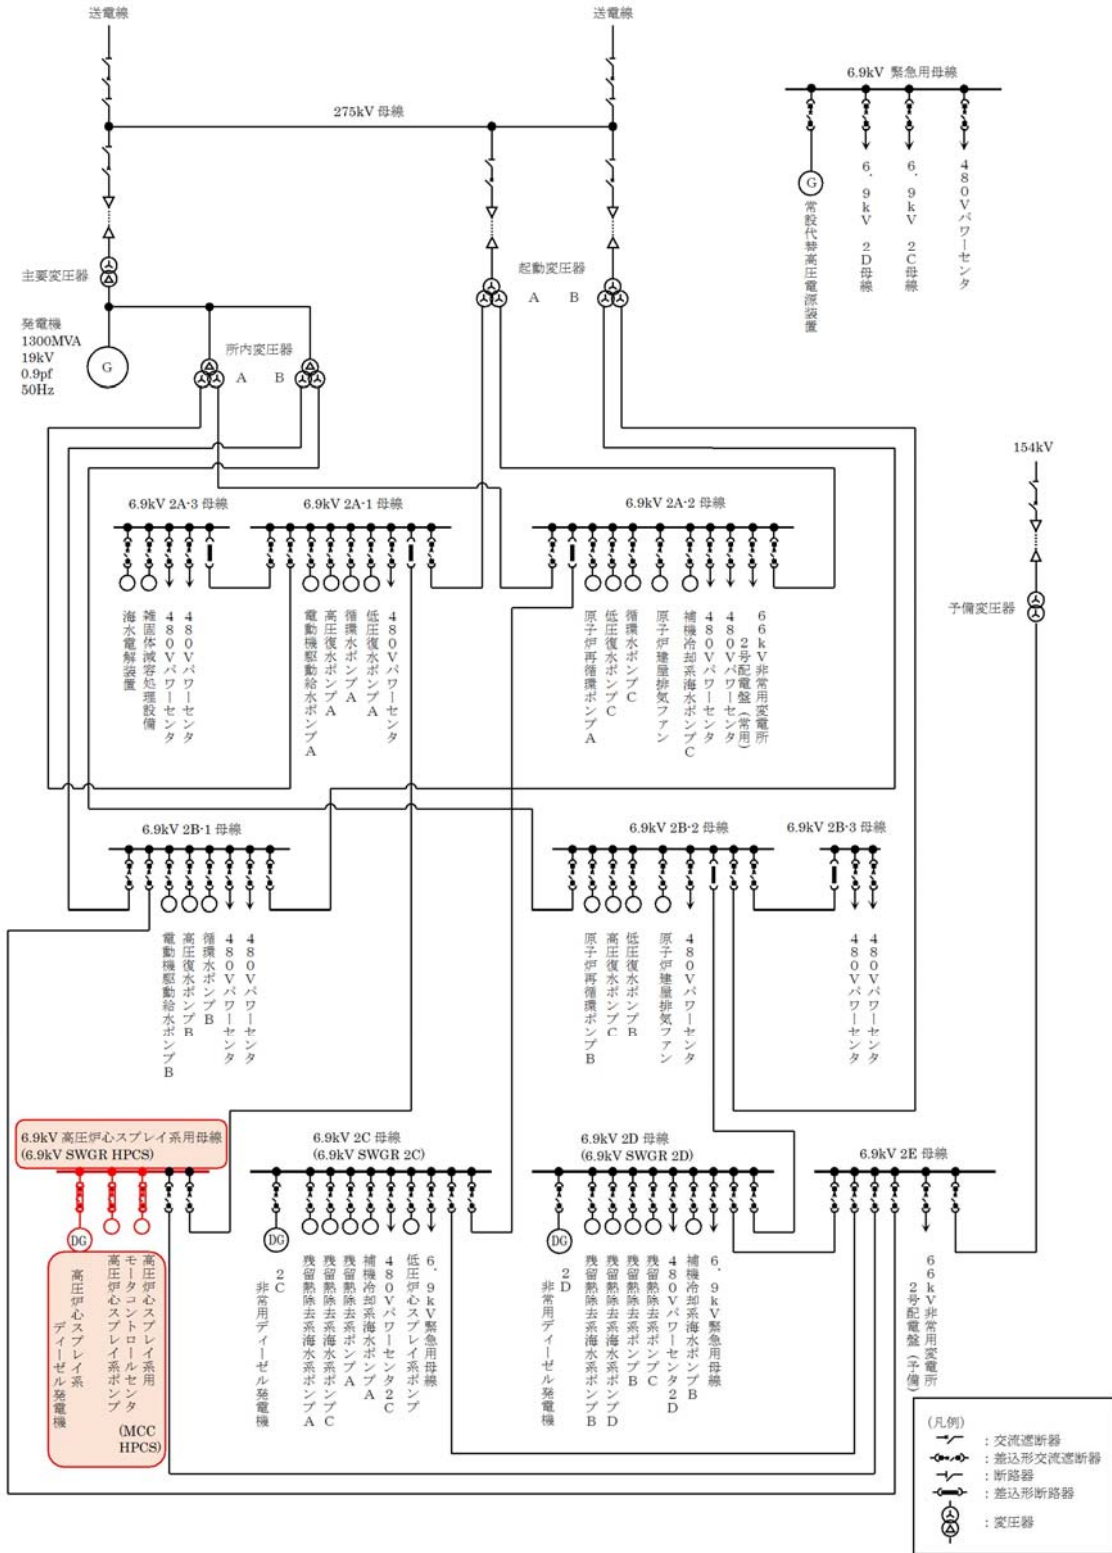 送電線
送電線
6.9kV 緊急用母線
275kV 母線
G
常設代替高圧電源装置
6.9kV 2D母線
6.9kV 2C母線
480Vパワーセンタ
主要変圧器
起動変圧器
A B
発電機
1300MVA
19kV
0.9pf
50Hz
G
所内変圧器
A B
154kV
予備変圧器
6.9kV 2A-3 母線
海水電解装置
雑固体減容処理設備
480Vパワーセンタ
480Vパワーセンタ
6.9kV 2A-1 母線
電動機駆動給水ポンプA
高圧復水ポンプA
循環水ポンプA
低圧復水ポンプA
480Vパワーセンタ
6.9kV 2A-2 母線
原子炉再循環ポンプA
低圧復水ポンプC
循環水ポンプC
原子炉建屋排気ファン
補機冷却系海水ポンプC
480Vパワーセンタ
480Vパワーセンタ
66kV非常用変電所
2号配電盤(常用)
6.9kV 2B-1 母線
電動機駆動給水ポンプB
高圧復水ポンプB
循環水ポンプB
480Vパワーセンタ
480Vパワーセンタ
6.9kV 2B-2 母線
原子炉再循環ポンプB
高圧復水ポンプC
低圧復水ポンプB
原子炉建屋排気ファン
480Vパワーセンタ
6.9kV 2B-3 母線
480Vパワーセンタ
480Vパワーセンタ
6.9kV 高圧炉心スプレイ系用母線
(6.9kV SWGR HPCS)
DG
高圧炉心スプレイ系
ディーゼル発電機
高圧炉心スプレイ系ポンプ
高圧炉心スプレイ系用
モータコントロールセンタ
(MCC
HPCS)
6.9kV 2C 母線
(6.9kV SWGR 2C)
DG
2C
非常用ディーゼル発電機
残留熱除去系海水系ポンプA
残留熱除去系海水系ポンプC
残留熱除去系ポンプA
補機冷却系海水ポンプA
480Vパワーセンタ2C
低圧炉心スプレイ系ポンプ
6.9kV緊急用母線
6.9kV 2D 母線
(6.9kV SWGR 2D)
DG
2D
非常用ディーゼル発電機
残留熱除去系海水系ポンプB
残留熱除去系海水系ポンプD
残留熱除去系ポンプB
残留熱除去系ポンプC
480Vパワーセンタ2D
補機冷却系海水ポンプB
6.9kV緊急用母線
6.9kV 2E 母線
66kV非常用変電所
2号配電盤(予備)
(凡例)
:交流遮断器
:差込形交流遮断器
:断路器
:差込形断路器
:変圧器